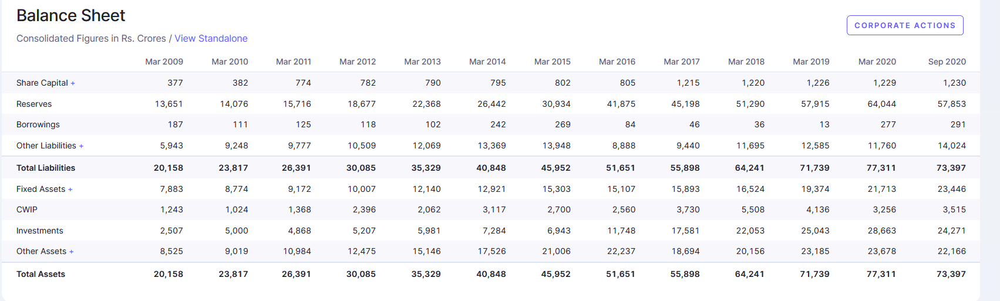 Balance Sheet
CORPORATE ACTIONS
Consolidated Figures in Rs. Crores / View Standalone
Mar 2009 Mar 2010 Mar 2011 Mar 2012 Mar 2013 Mar 2014 Mar 2015 Mar 2016 Mar 2017 Mar 2018 Mar 2019 Mar 2020 Sep 2020
Share Capital + 377 382 774 782 790 795 802 805 1,215 1,220 1,226 1,229 1,230
Reserves 13,651 14,076 15,716 18,677 22,368 26,442 30,934 41,875 45,198 51,290 57,915 64,044 57,853
Borrowings 187 111 125 118 102 242 269 84 46 36 13 277 291
Other Liabilities + 5,943 9,248 9,777 10,509 12,069 13,369 13,948 8,888 9,440 11,695 12,585 11,760 14,024
Total Liabilities 20,158 23,817 26,391 30,085 35,329 40,848 45,952 51,651 55,898 64,241 71,739 77,311 73,397
Fixed Assets + 7,883 8,774 9,172 10,007 12,140 12,921 15,303 15,107 15,893 16,524 19,374 21,713 23,446
CWIP 1,243 1,024 1,368 2,396 2,062 3,117 2,700 2,560 3,730 5,508 4,136 3,256 3,515
Investments 2,507 5,000 4,868 5,207 5,981 7,284 6,943 11,748 17,581 22,053 25,043 28,663 24,271
Other Assets + 8,525 9,019 10,984 12,475 15,146 17,526 21,006 22,237 18,694 20,156 23,185 23,678 22,166
Total Assets 20,158 23,817 26,391 30,085 35,329 40,848 45,952 51,651 55,898 64,241 71,739 77,311 73,397